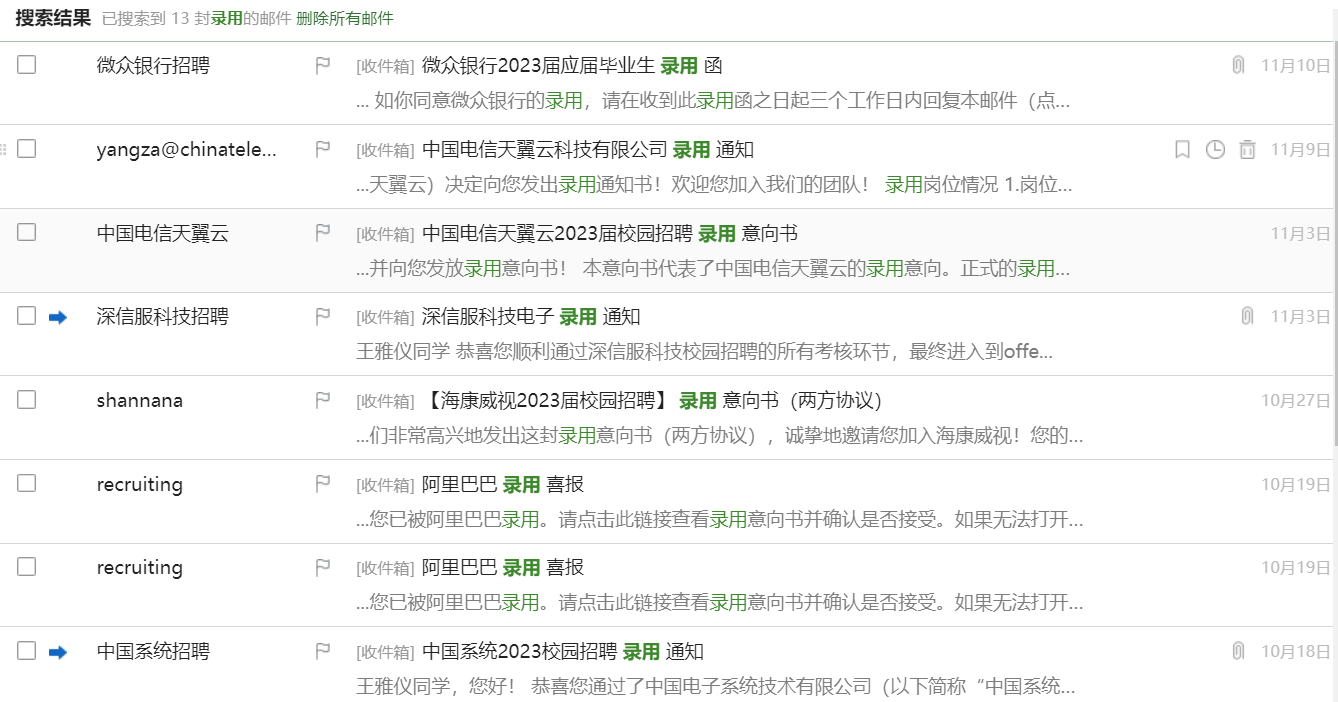 搜索结果 已搜索到 13 封录用的邮件 删除所有邮件
微众银行招聘 [收件箱] 微众银行2023届应届毕业生 录用 函 11月10日
... 如你同意微众银行的录用，请在收到此录用函之日起三个工作日内回复本邮件（点...
yangza@chinatele... [收件箱] 中国电信天翼云科技有限公司 录用 通知 11月9日
...天翼云）决定向您发出录用通知书！欢迎您加入我们的团队！ 录用岗位情况 1.岗位...
中国电信天翼云 [收件箱] 中国电信天翼云2023届校园招聘 录用 意向书 11月3日
...并向您发放录用意向书！ 本意向书代表了中国电信天翼云的录用意向。正式的录用...
深信服科技招聘 [收件箱] 深信服科技电子 录用 通知 11月3日
王雅仪同学 恭喜您顺利通过深信服科技校园招聘的所有考核环节，最终进入到offe...
shannana [收件箱] 【海康威视2023届校园招聘】 录用 意向书（两方协议） 10月27日
...们非常高兴地发出这封录用意向书（两方协议），诚挚地邀请您加入海康威视！您的...
recruiting [收件箱] 阿里巴巴 录用 喜报 10月19日
...您已被阿里巴巴录用。请点击此链接查看录用意向书并确认是否接受。如果无法打开...
recruiting [收件箱] 阿里巴巴 录用 喜报 10月19日
...您已被阿里巴巴录用。请点击此链接查看录用意向书并确认是否接受。如果无法打开...
中国系统招聘 [收件箱] 中国系统2023校园招聘 录用 通知 10月18日
王雅仪同学，您好！ 恭喜您通过了中国电子系统技术有限公司（以下简称“中国系统...